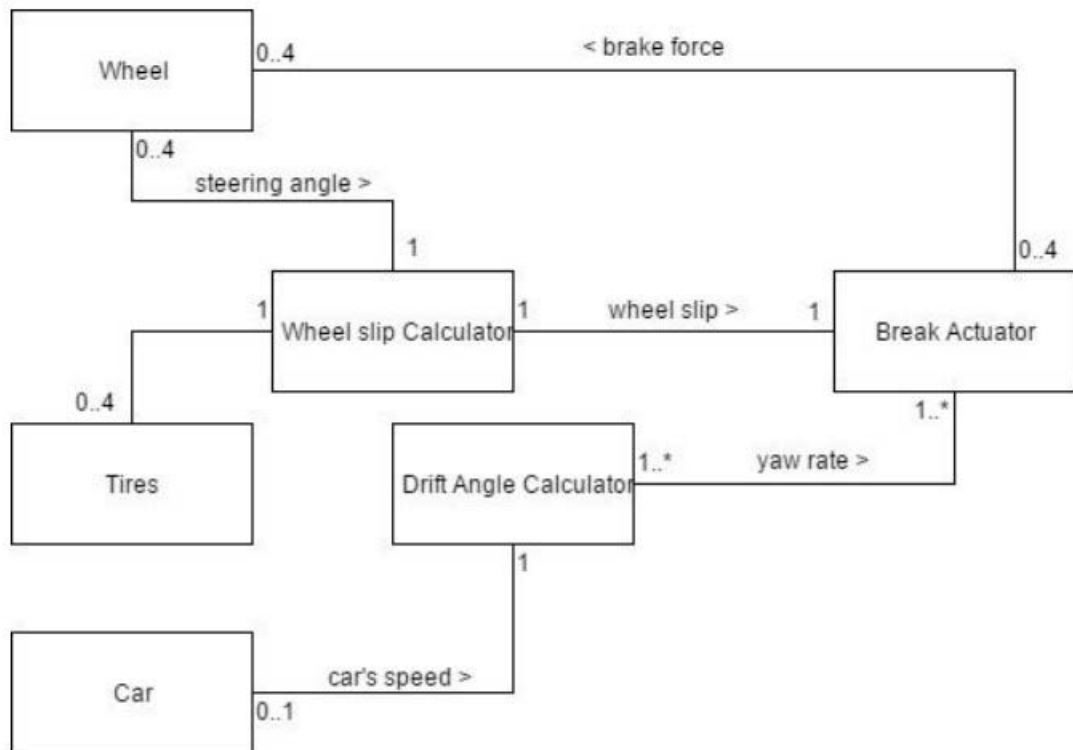 < brake force
0..4
Wheel
0..4
steering angle >
1
0..4
1
1
wheel slip >
1
Wheel slip Calculator
Break Actuator
0..4
1..*
Tires
Drift Angle Calculator
1..*
yaw rate >
1
Car
car's speed >
0..1